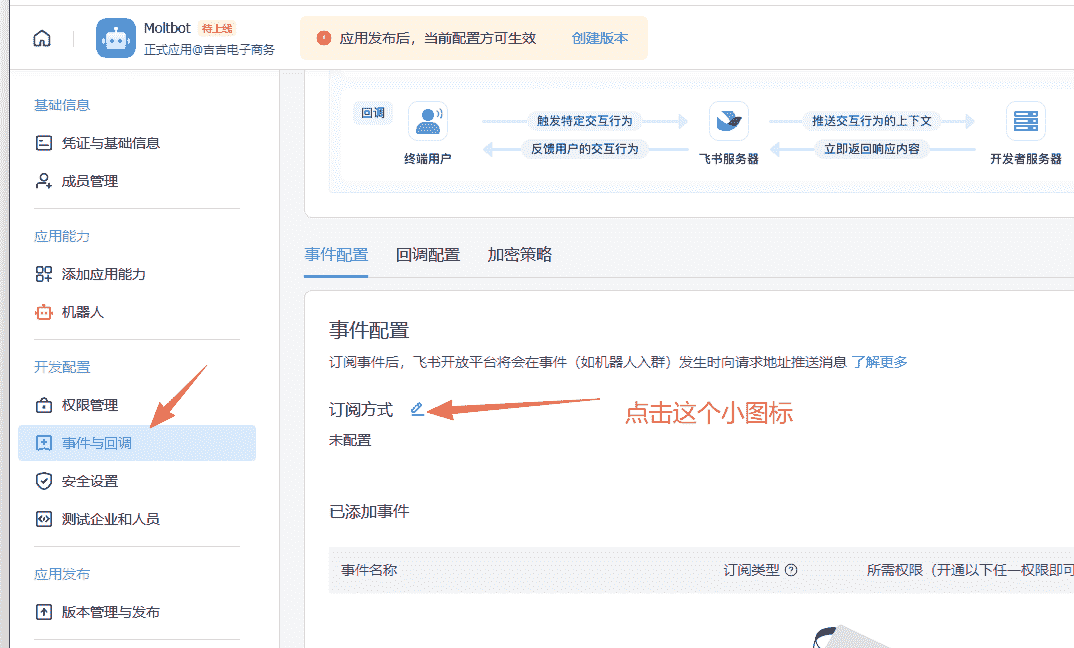 Moltbot 待上线
正式应用@吉吉电子商务
应用发布后，当前配置方可生效 创建版本
基础信息
凭证与基础信息
成员管理
应用能力
添加应用能力
机器人
开发配置
权限管理
事件与回调
安全设置
测试企业和人员
应用发布
版本管理与发布
回调
终端用户
触发特定交互行为
反馈用户的交互行为
飞书服务器
推送交互行为的上下文
立即返回响应内容
开发者服务器
事件配置 回调配置 加密策略
事件配置
订阅事件后，飞书开放平台将会在事件（如机器人入群）发生时向请求地址推送消息 了解更多
订阅方式
点击这个小图标
未配置
已添加事件
事件名称 订阅类型 所需权限（开通以下任一权限即可